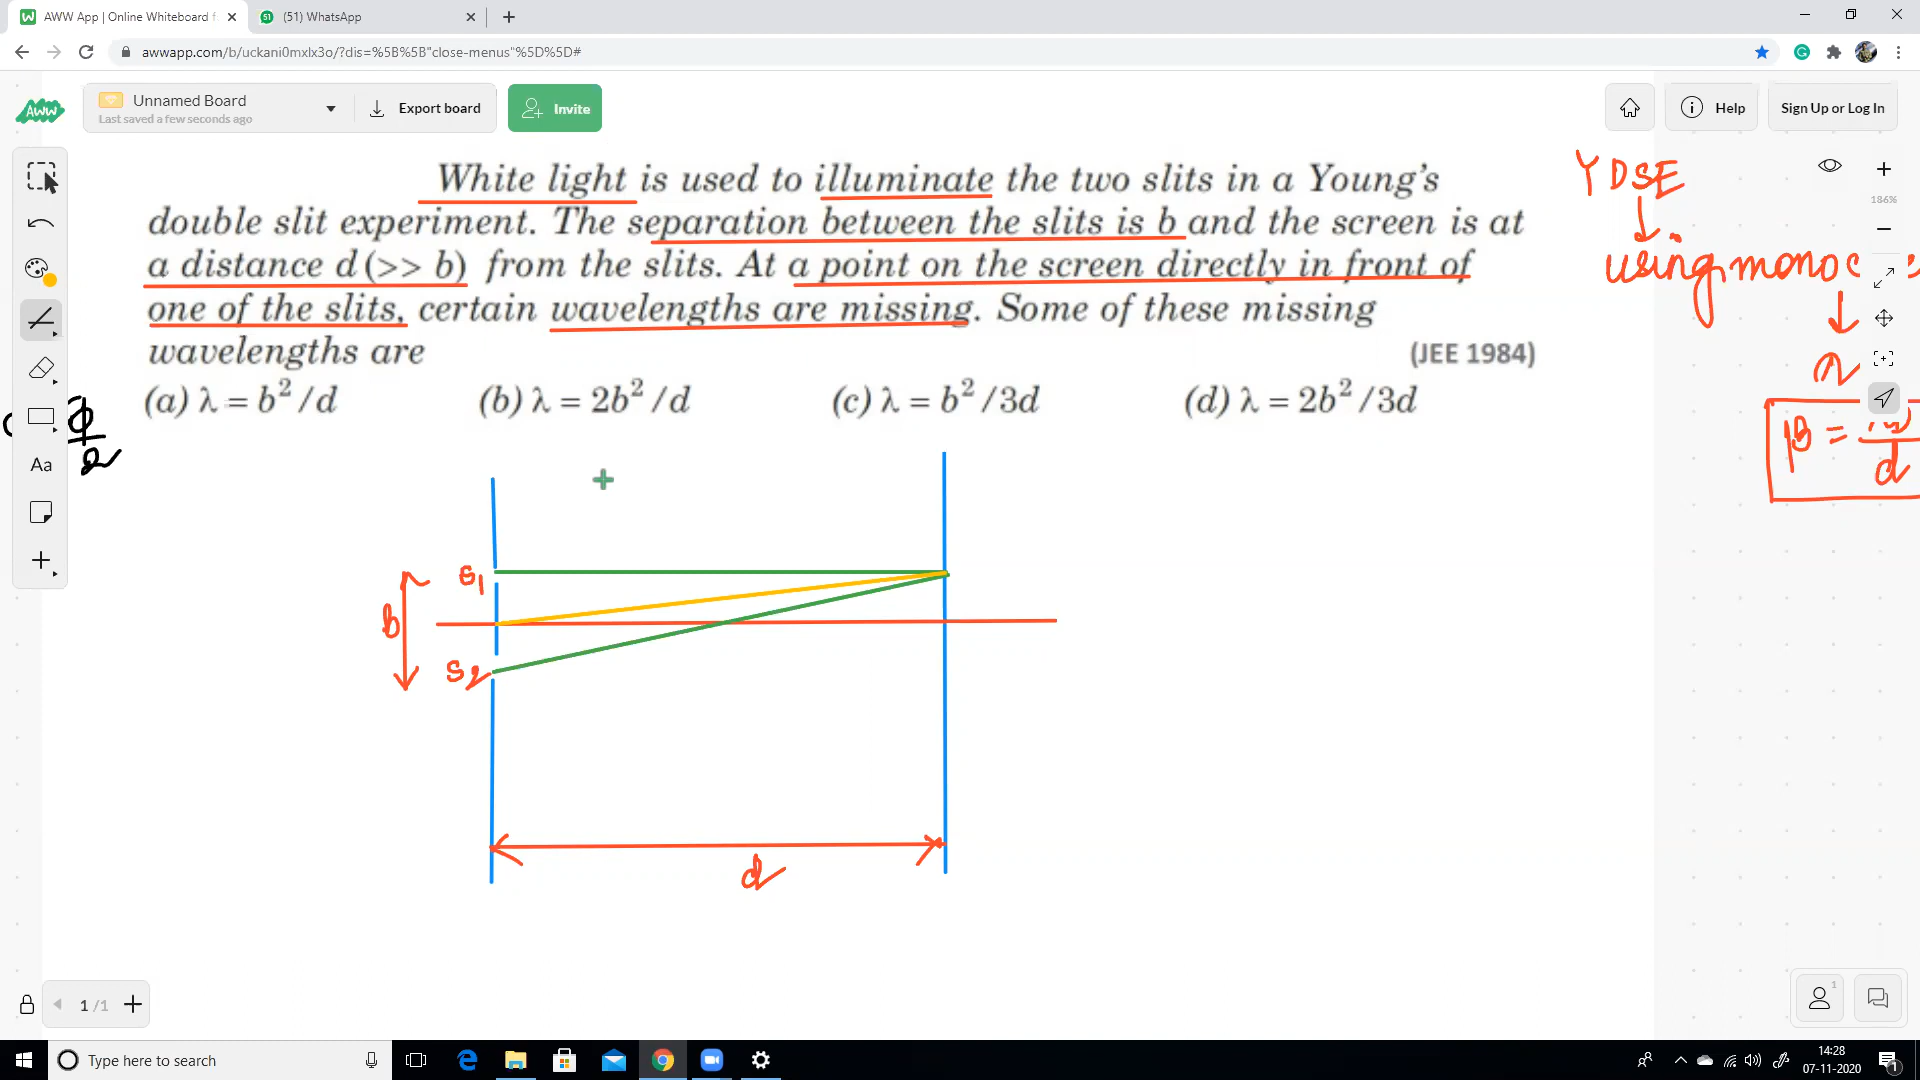 AWW App | Online Whiteboard f
(51) WhatsApp
awwapp.com/b/uckani0mxlx3o/?dis=%5B%5B"close-menus"%5D%5D#
AWW
Unnamed Board
Last saved a few seconds ago
Export board
Invite
Help
Sign Up or Log In
White light is used to illuminate the two slits in a Young's
double slit experiment. The separation between the slits is b and the screen is at
a distance d (>> b) from the slits. At a point on the screen directly in front of
one of the slits, certain wavelengths are missing. Some of these missing
wavelengths are
(JEE 1984)
(a) λ = b²/d (b) λ = 2b²/d (c) λ = b²/3d (d) λ = 2b²/3d
YDSE
using mono
186%
β = 
d
ϕ
2
Aa
S1
b
S2
d
1 /1
1
Type here to search
14:28
07-11-2020
1